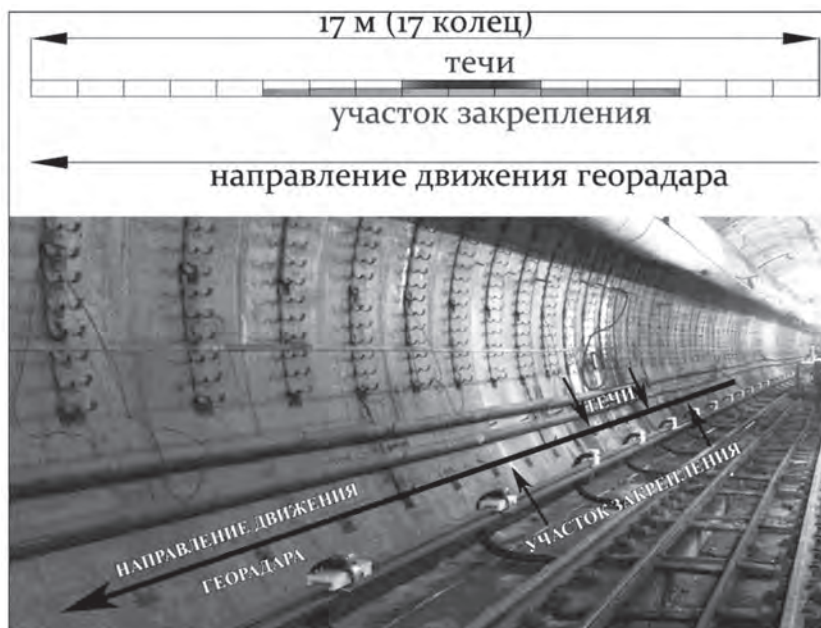 17 м (17 колец)
течи
участок закрепления
направление движения георадара
ТЕЧИ
УЧАСТОК ЗАКРЕПЛЕНИЯ
НАПРАВЛЕНИЕ ДВИЖЕНИЯ
ГЕОРАДАРА